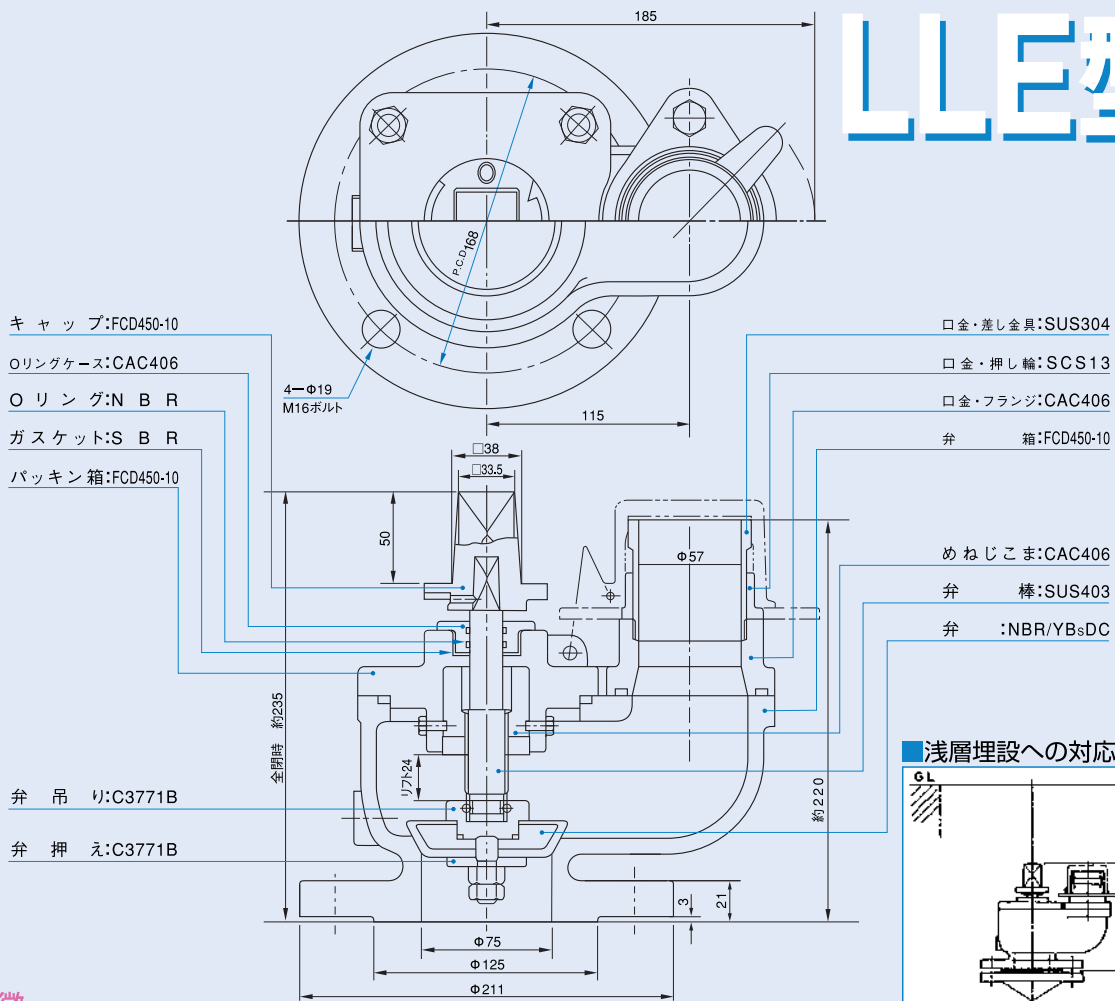 185
LLE型
P.C.D168
キャップ:FCD450-10
Oリングケース:CAC406
Oリング:NBR
ガスケット:SBR
パッキン箱:FCD450-10
4－Φ19
M16ボルト
115
口金・差し金具:SUS304
口金・押し輪:SCS13
口金・フランジ:CAC406
弁箱:FCD450-10
□38
□33.5
50
Φ57
めねじこま:CAC406
弁棒:SUS403
弁:NBR/YBsDC
全閉時 約235
リフト24
約220
弁吊り:C3771B
弁押え:C3771B
3
21
Φ75
Φ125
Φ211
■浅層埋設への対応
GL